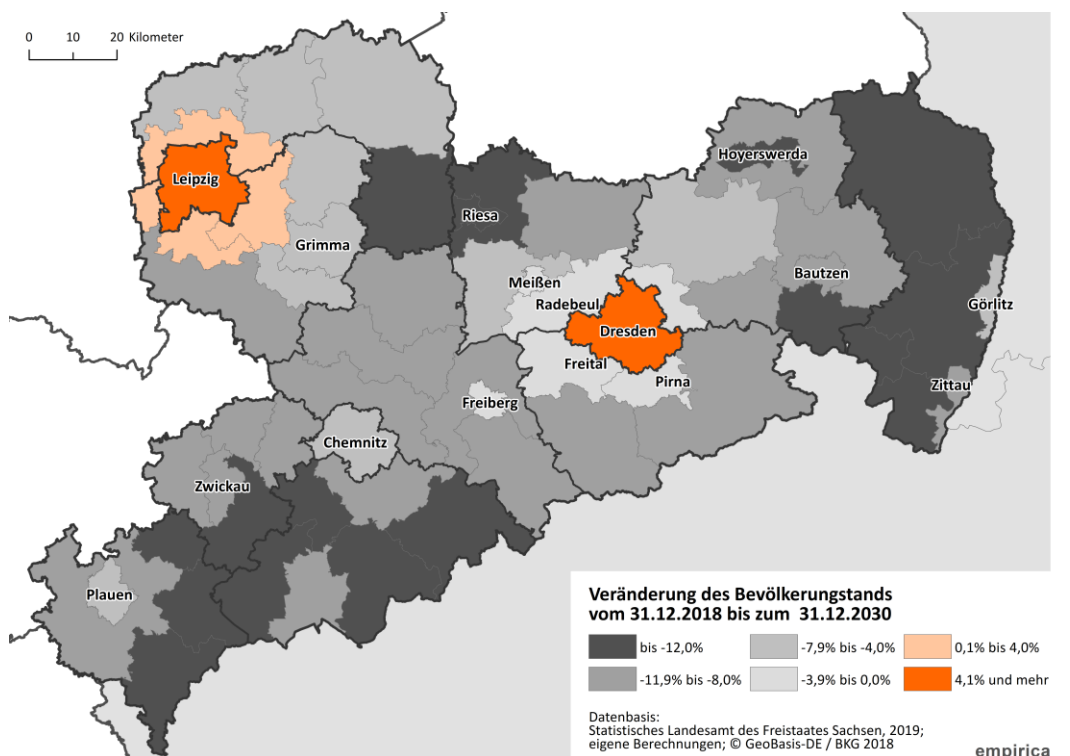 0 10 20 Kilometer
Hoyerswerda
Leipzig
Riesa
Grimma
Bautzen
Meißen
Görlitz
Radebeul
Dresden
Freital
Pirna
Zittau
Freiberg
Chemnitz
Zwickau
Plauen
Veränderung des Bevölkerungstands
vom 31.12.2018 bis zum 31.12.2030
bis -12,0%
-7,9% bis -4,0%
0,1% bis 4,0%
-11,9% bis -8,0%
-3,9% bis 0,0%
4,1% und mehr
Datenbasis:
Statistisches Landesamt des Freistaates Sachsen, 2019;
eigene Berechnungen; © GeoBasis-DE / BKG 2018
empirica